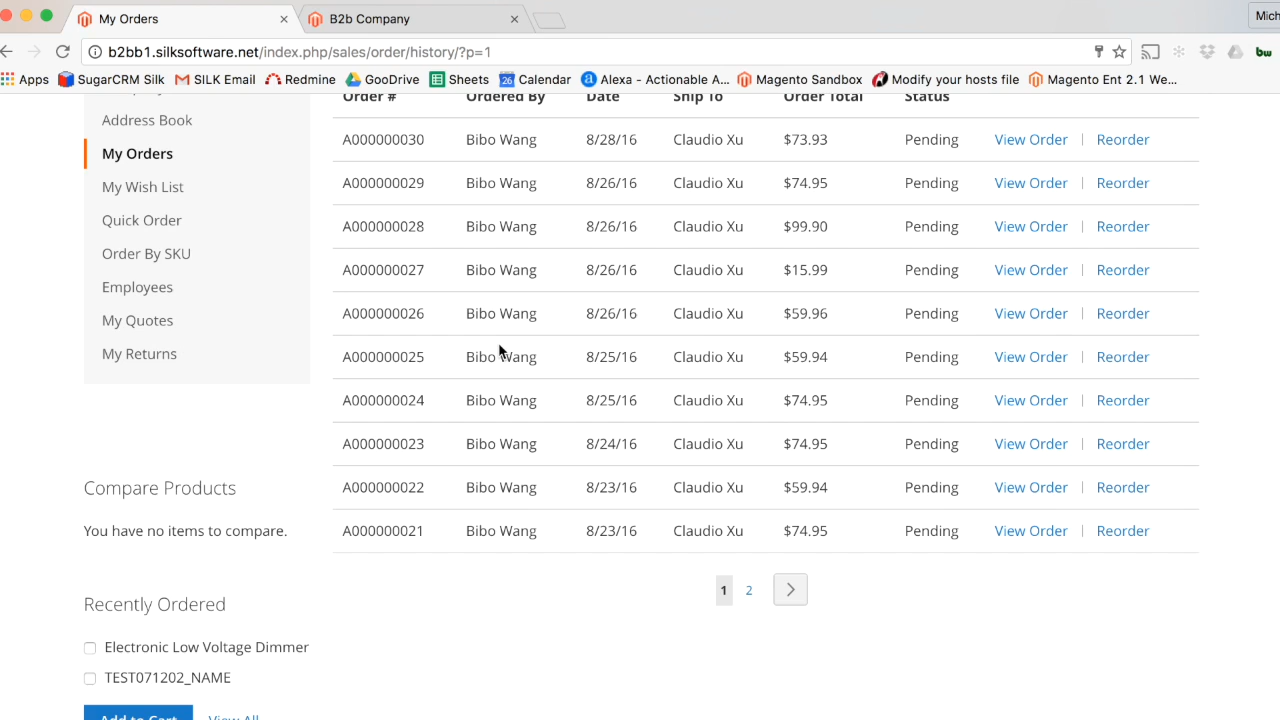 My Orders
B2b Company
Mich
b2bb1.silksoftware.net/index.php/sales/order/history/?p=1
bw
Apps SugarCRM Silk SILK Email Redmine GooDrive Sheets 26 Calendar Alexa - Actionable A... Magento Sandbox Modify your hosts file Magento Ent 2.1 We...
Address Book
My Orders
My Wish List
Quick Order
Order By SKU
Employees
My Quotes
My Returns
Compare Products
You have no items to compare.
Recently Ordered
Electronic Low Voltage Dimmer
TEST071202_NAME
Add to Cart View All
Order # Ordered By Date Ship To Order Total Status
A000000030 Bibo Wang 8/28/16 Claudio Xu $73.93 Pending View Order | Reorder
A000000029 Bibo Wang 8/26/16 Claudio Xu $74.95 Pending View Order | Reorder
A000000028 Bibo Wang 8/26/16 Claudio Xu $99.90 Pending View Order | Reorder
A000000027 Bibo Wang 8/26/16 Claudio Xu $15.99 Pending View Order | Reorder
A000000026 Bibo Wang 8/26/16 Claudio Xu $59.96 Pending View Order | Reorder
A000000025 Bibo Wang 8/25/16 Claudio Xu $59.94 Pending View Order | Reorder
A000000024 Bibo Wang 8/25/16 Claudio Xu $74.95 Pending View Order | Reorder
A000000023 Bibo Wang 8/24/16 Claudio Xu $74.95 Pending View Order | Reorder
A000000022 Bibo Wang 8/23/16 Claudio Xu $59.94 Pending View Order | Reorder
A000000021 Bibo Wang 8/23/16 Claudio Xu $74.95 Pending View Order | Reorder
1 2